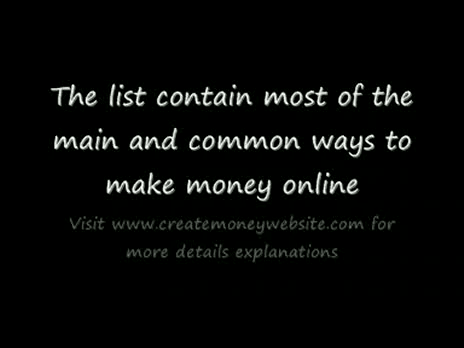 The list contain most of the
main and common ways to
make money online
Visit www.createmoneywebsite.com for
more details explanations